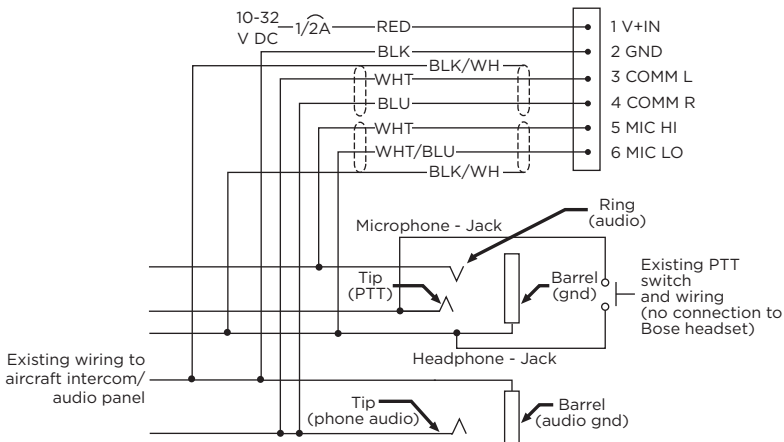 10-32
V DC
1/2A
RED
1 V+IN
BLK
2 GND
BLK/WH
WHT
3 COMM L
BLU
4 COMM R
WHT
5 MIC HI
WHT/BLU
6 MIC LO
BLK/WH
Ring
(audio)
Microphone - Jack
Tip
(PTT)
Barrel
(gnd)
Existing PTT
switch
and wiring
(no connection to
Bose headset)
Headphone - Jack
Existing wiring to
aircraft intercom/
audio panel
Tip
(phone audio)
Barrel
(audio gnd)